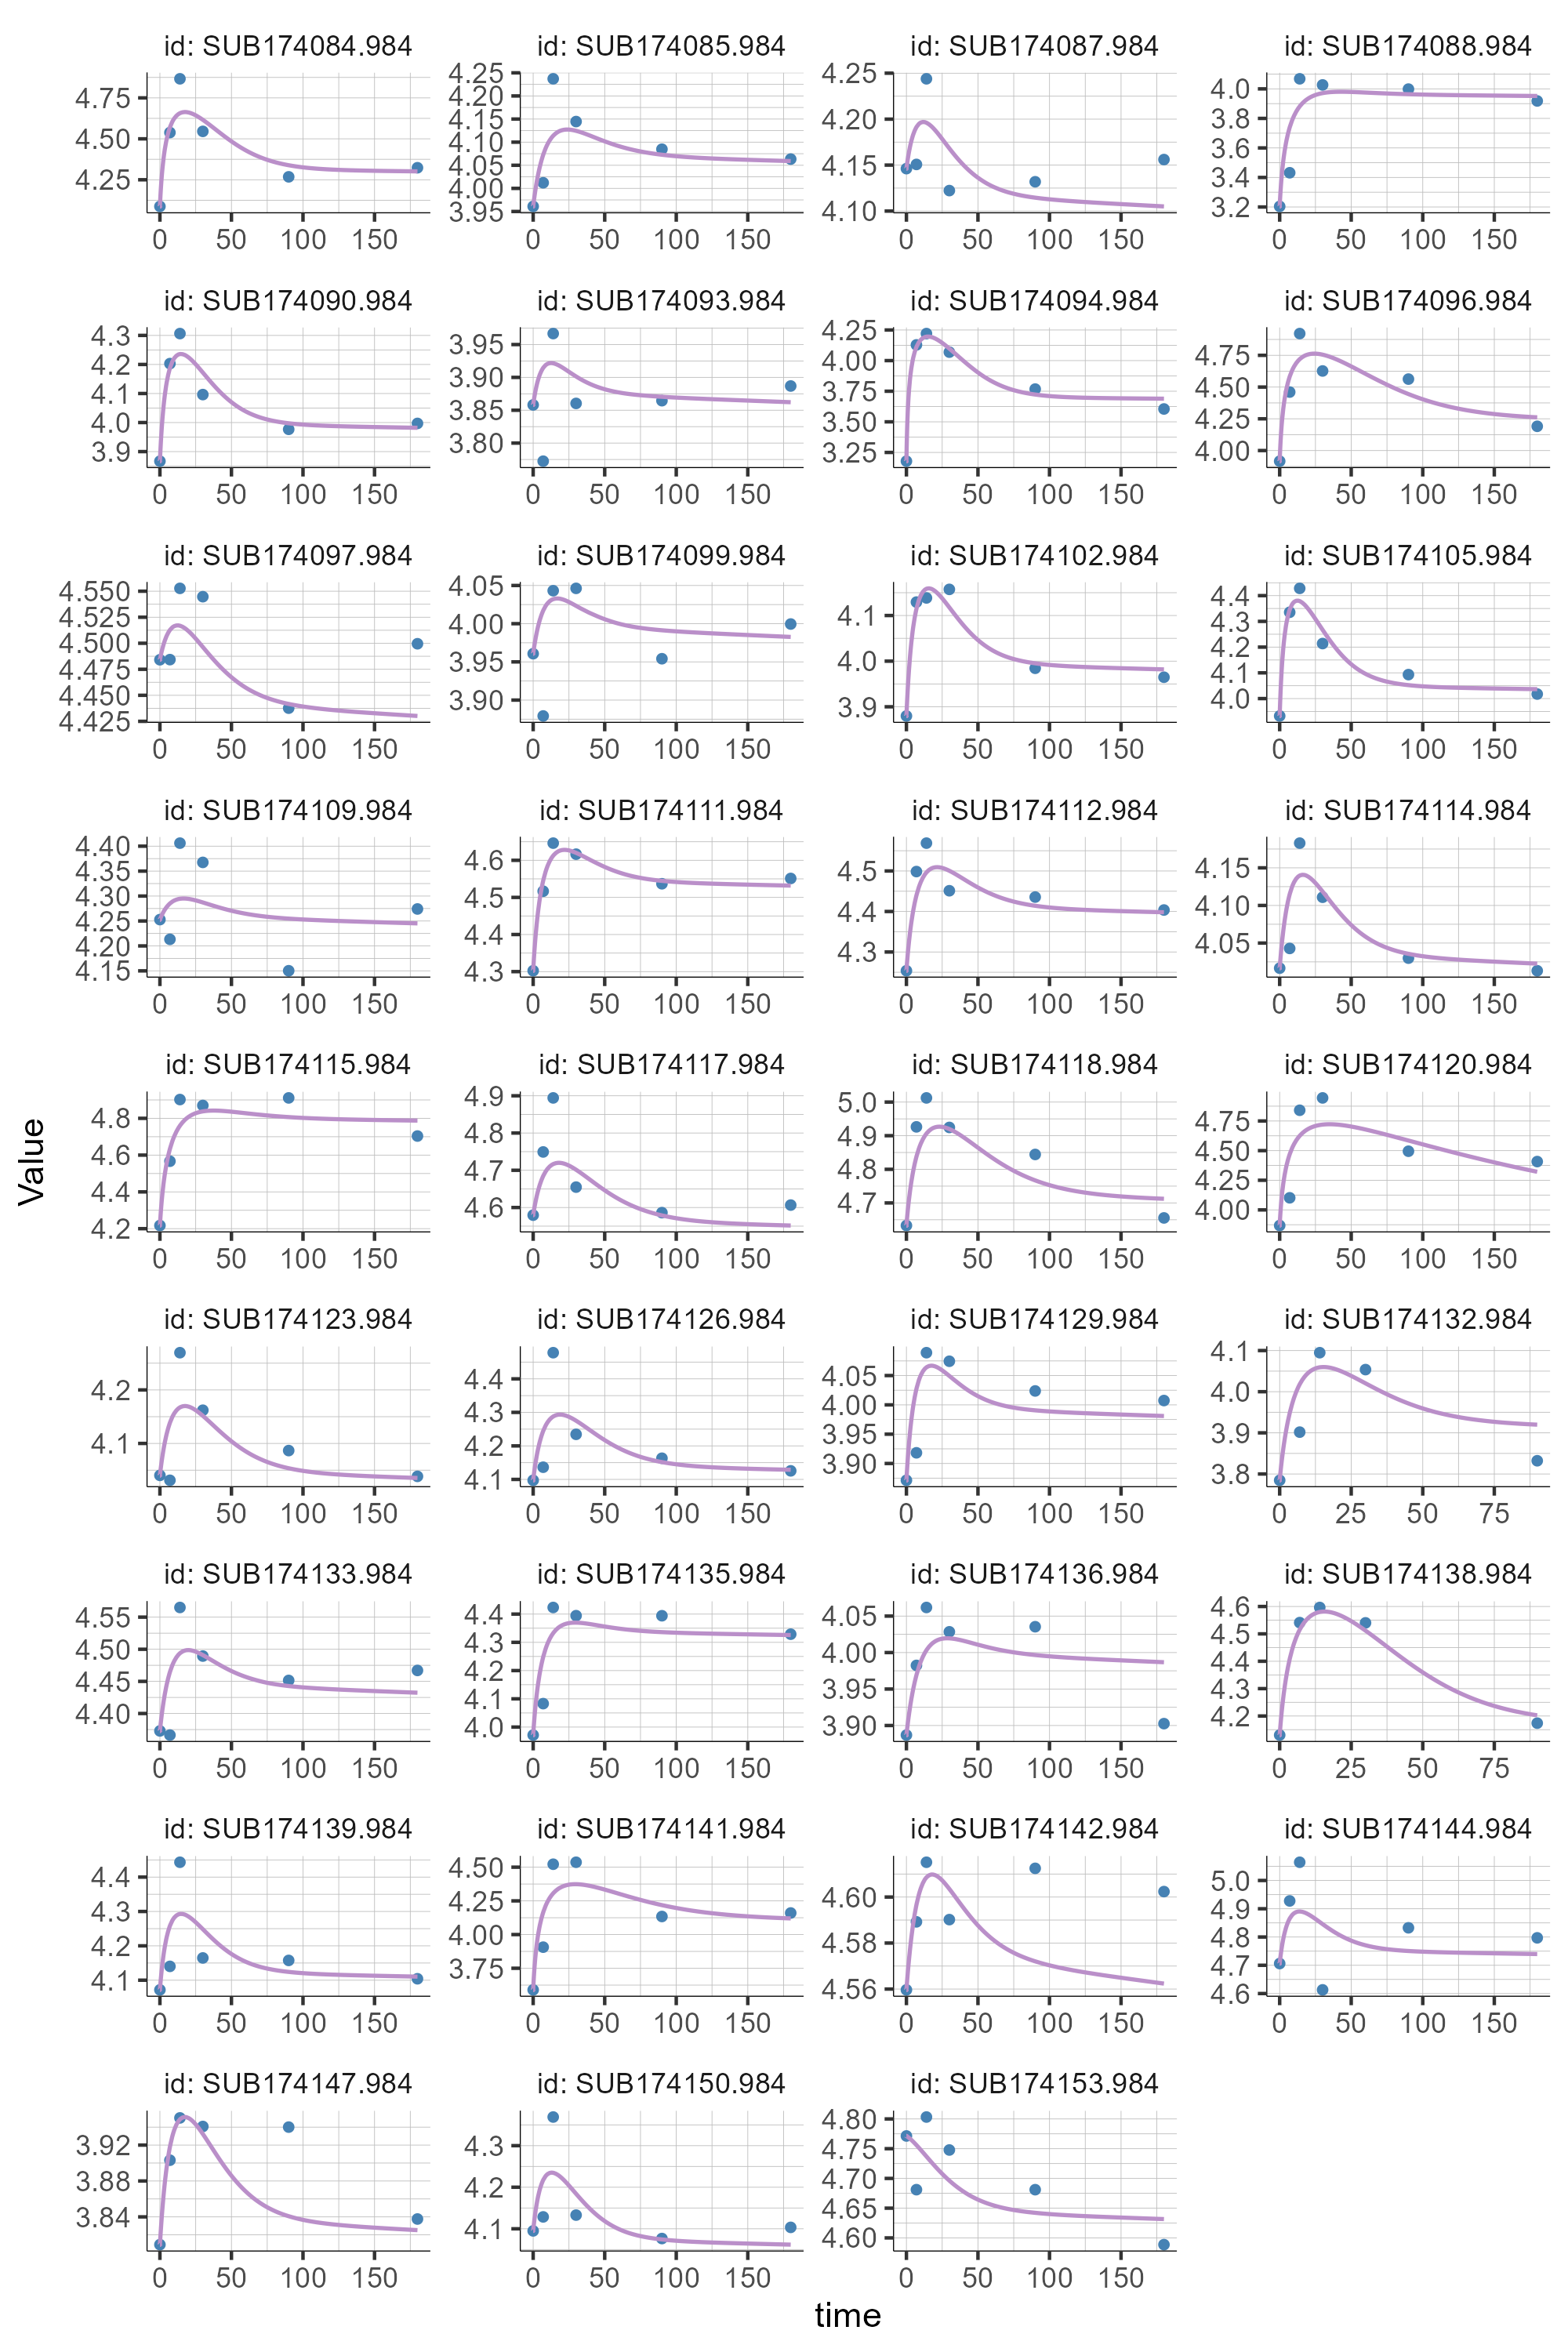 id: SUB174084.984 id: SUB174085.984 id: SUB174087.984 id: SUB174088.984
4.75 4.50 4.25
4.25 4.20 4.15 4.10 4.05 4.00 3.95
4.25 4.20 4.15 4.10
4.0 3.8 3.6 3.4 3.2
0 50 100 150 0 50 100 150 0 50 100 150 0 50 100 150
id: SUB174090.984 id: SUB174093.984 id: SUB174094.984 id: SUB174096.984
4.3 4.2 4.1 4.0 3.9
3.95 3.90 3.85 3.80
4.25 4.00 3.75 3.50 3.25
4.75 4.50 4.25 4.00
0 50 100 150 0 50 100 150 0 50 100 150 0 50 100 150
id: SUB174097.984 id: SUB174099.984 id: SUB174102.984 id: SUB174105.984
4.550 4.525 4.500 4.475 4.450 4.425
4.05 4.00 3.95 3.90
4.1 4.0 3.9
4.4 4.3 4.2 4.1 4.0
0 50 100 150 0 50 100 150 0 50 100 150 0 50 100 150
id: SUB174109.984 id: SUB174111.984 id: SUB174112.984 id: SUB174114.984
4.40 4.35 4.30 4.25 4.20 4.15
4.6 4.5 4.4 4.3
4.5 4.4 4.3
4.15 4.10 4.05
0 50 100 150 0 50 100 150 0 50 100 150 0 50 100 150
id: SUB174115.984 id: SUB174117.984 id: SUB174118.984 id: SUB174120.984
4.8 4.6 4.4 4.2
4.9 4.8 4.7 4.6
5.0 4.9 4.8 4.7
4.75 4.50 4.25 4.00
0 50 100 150 0 50 100 150 0 50 100 150 0 50 100 150
Value
id: SUB174123.984 id: SUB174126.984 id: SUB174129.984 id: SUB174132.984
4.2 4.1
4.4 4.3 4.2 4.1
4.05 4.00 3.95 3.90
4.1 4.0 3.9 3.8
0 50 100 150 0 50 100 150 0 50 100 150 0 25 50 75
id: SUB174133.984 id: SUB174135.984 id: SUB174136.984 id: SUB174138.984
4.55 4.50 4.45 4.40
4.4 4.3 4.2 4.1 4.0
4.05 4.00 3.95 3.90
4.6 4.5 4.4 4.3 4.2
0 50 100 150 0 50 100 150 0 50 100 150 0 25 50 75
id: SUB174139.984 id: SUB174141.984 id: SUB174142.984 id: SUB174144.984
4.4 4.3 4.2 4.1
4.50 4.25 4.00 3.75
4.60 4.58 4.56
5.0 4.9 4.8 4.7 4.6
0 50 100 150 0 50 100 150 0 50 100 150 0 50 100 150
id: SUB174147.984 id: SUB174150.984 id: SUB174153.984
3.92 3.88 3.84
4.3 4.2 4.1
4.80 4.75 4.70 4.65 4.60
0 50 100 150 0 50 100 150 0 50 100 150
time